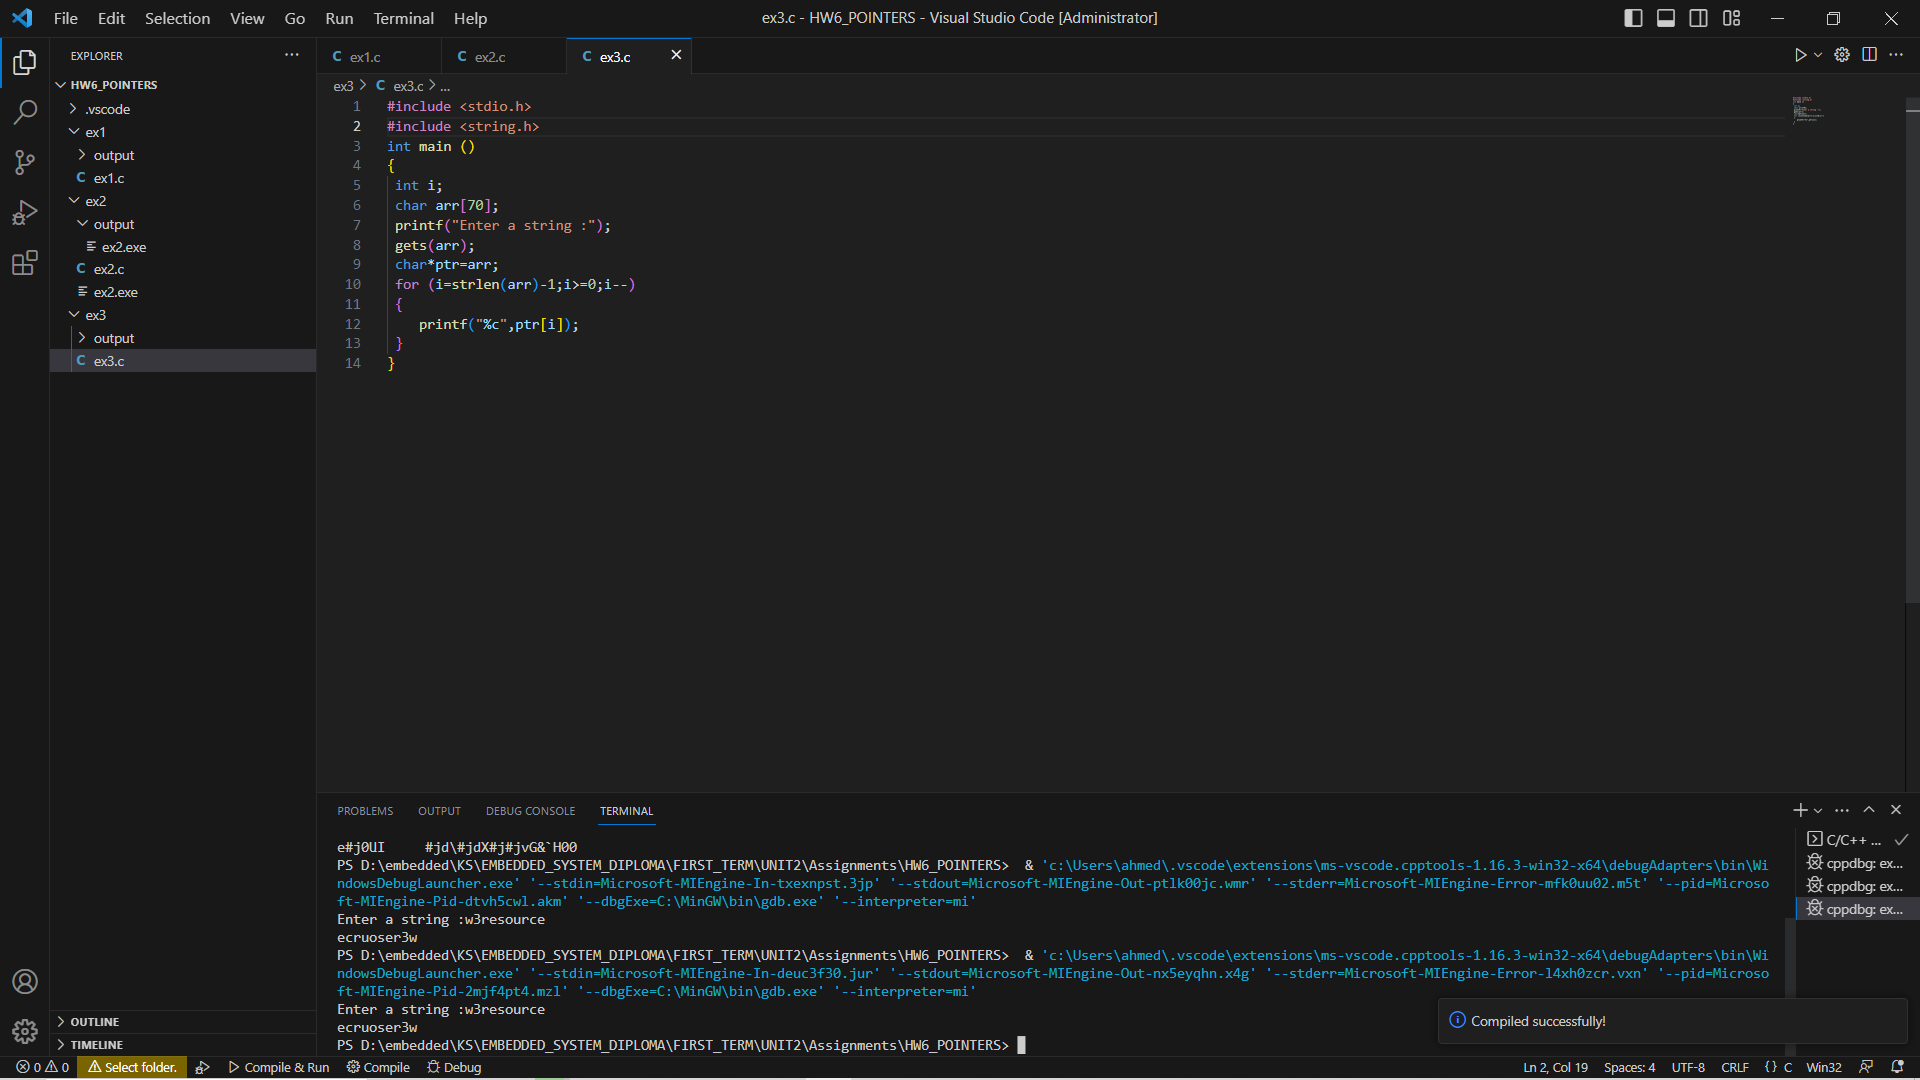 File Edit Selection View Go Run Terminal Help
ex3.c - HW6_POINTERS - Visual Studio Code [Administrator]
EXPLORER
HW6_POINTERS
.vscode
ex1
output
C ex1.c
ex2
output
ex2.exe
C ex2.c
ex2.exe
ex3
output
C ex3.c
OUTLINE
TIMELINE
C ex1.c
C ex2.c
C ex3.c
ex3 > C ex3.c > ...
1 #include <stdio.h>
2 #include <string.h>
3 int main ()
4 {
5 int i;
6 char arr[70];
7 printf("Enter a string :");
8 gets(arr);
9 char*ptr=arr;
10 for (i=strlen(arr)-1;i>=0;i--)
11 {
12 printf("%c",ptr[i]);
13 }
14 }
PROBLEMS OUTPUT DEBUG CONSOLE TERMINAL
e#j0UI #jd\#jdX#j#jvG&`H00
PS D:\embedded\KS\EMBEDDED_SYSTEM_DIPLOMA\FIRST_TERM\UNIT2\Assignments\HW6_POINTERS> & 'c:\Users\ahmed\.vscode\extensions\ms-vscode.cpptools-1.16.3-win32-x64\debugAdapters\bin\Wi
ndowsDebugLauncher.exe' '--stdin=Microsoft-MIEngine-In-txexnpst.3jp' '--stdout=Microsoft-MIEngine-Out-ptlk00jc.wmr' '--stderr=Microsoft-MIEngine-Error-mfk0uu02.m5t' '--pid=Microso
ft-MIEngine-Pid-dtvh5cwl.akm' '--dbgExe=C:\MinGW\bin\gdb.exe' '--interpreter=mi'
Enter a string :w3resource
ecruoser3w
PS D:\embedded\KS\EMBEDDED_SYSTEM_DIPLOMA\FIRST_TERM\UNIT2\Assignments\HW6_POINTERS> & 'c:\Users\ahmed\.vscode\extensions\ms-vscode.cpptools-1.16.3-win32-x64\debugAdapters\bin\Wi
ndowsDebugLauncher.exe' '--stdin=Microsoft-MIEngine-In-deuc3f30.jur' '--stdout=Microsoft-MIEngine-Out-nx5eyqhn.x4g' '--stderr=Microsoft-MIEngine-Error-l4xh0zcr.vxn' '--pid=Microso
ft-MIEngine-Pid-2mjf4pt4.mzl' '--dbgExe=C:\MinGW\bin\gdb.exe' '--interpreter=mi'
Enter a string :w3resource
ecruoser3w
PS D:\embedded\KS\EMBEDDED_SYSTEM_DIPLOMA\FIRST_TERM\UNIT2\Assignments\HW6_POINTERS>
C/C++ ...
cppdbg: ex...
cppdbg: ex...
cppdbg: ex...
Compiled successfully!
0 0 Select folder. Compile & Run Compile Debug
Ln 2, Col 19 Spaces: 4 UTF-8 CRLF {} C Win32